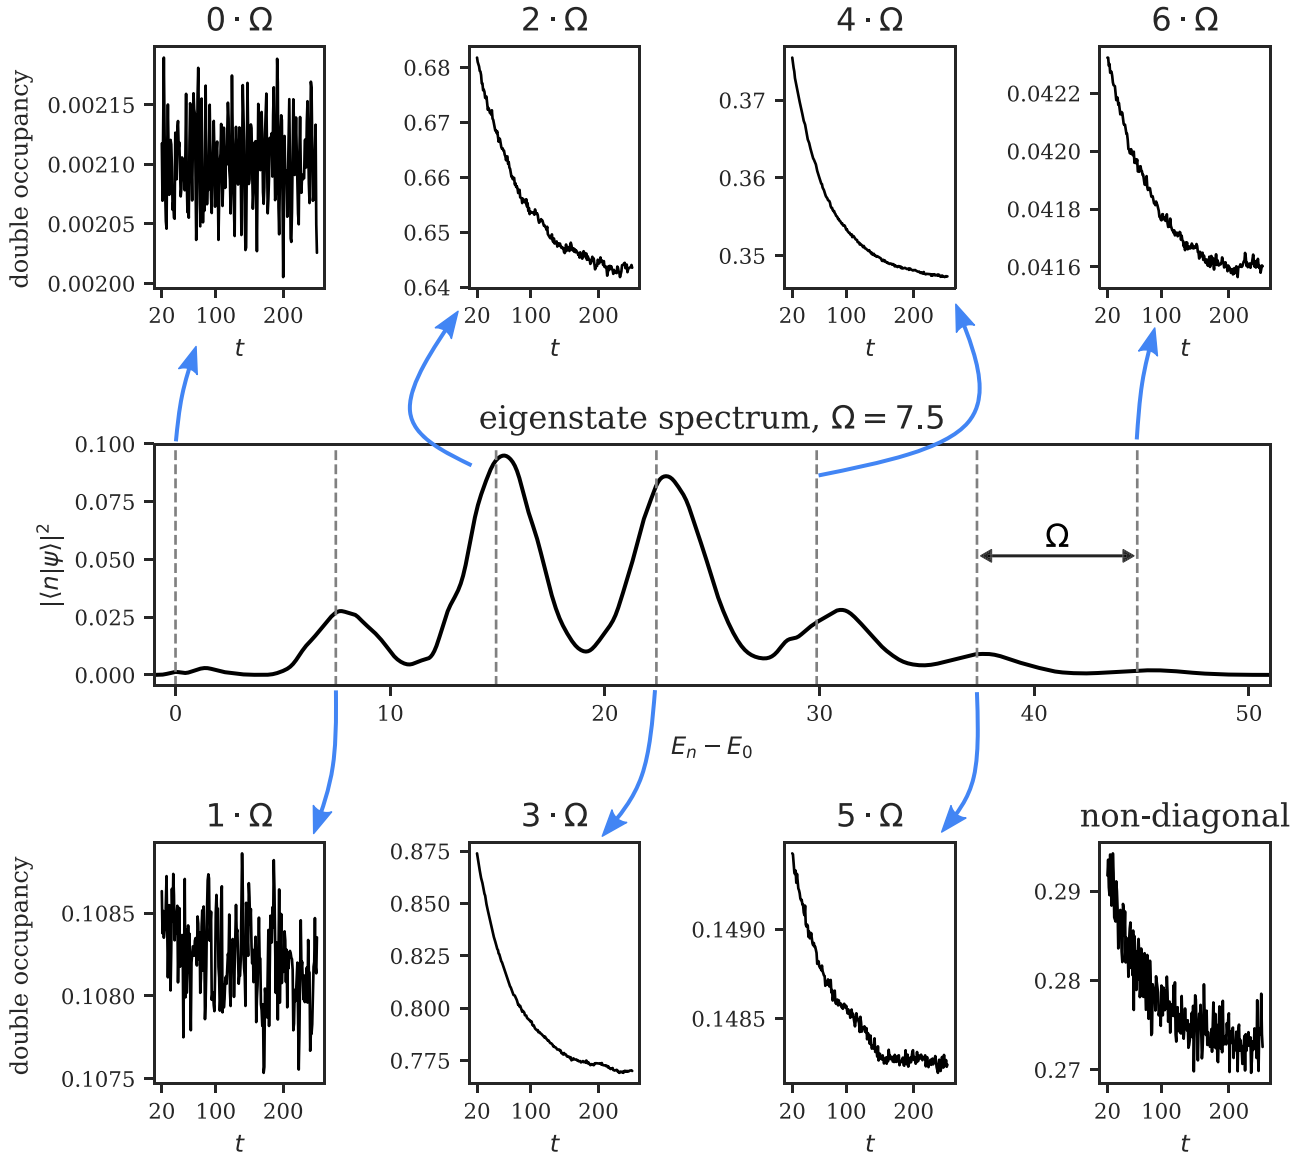 0 · Ω
2 · Ω
4 · Ω
6 · Ω
double occupancy
0.00215
0.00210
0.00205
0.00200
20 100 200
t
0.68
0.67
0.66
0.65
0.64
20 100 200
t
0.37
0.36
0.35
20 100 200
t
0.0422
0.0420
0.0418
0.0416
20 100 200
t
eigenstate spectrum, Ω = 7.5
|⟨n|ψ⟩|²
0.100
0.075
0.050
0.025
0.000
Ω
0 10 20 30 40 50
Eₙ − E₀
1 · Ω
3 · Ω
5 · Ω
non-diagonal
double occupancy
0.1085
0.1080
0.1075
20 100 200
t
0.875
0.850
0.825
0.800
0.775
20 100 200
t
0.1490
0.1485
20 100 200
t
0.29
0.28
0.27
20 100 200
t